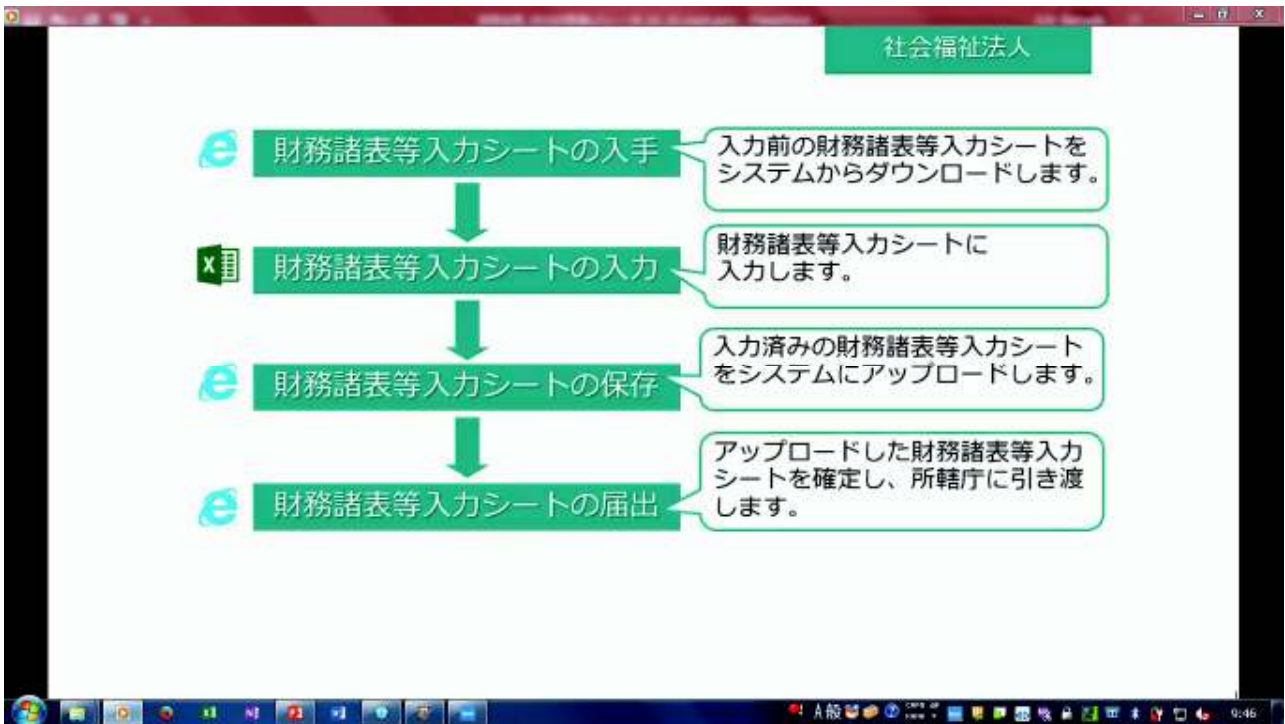 社会福祉法人
財務諸表等入力シートの入手
入力前の財務諸表等入力シートを
システムからダウンロードします。
財務諸表等入力シートの入力
財務諸表等入力シートに
入力します。
財務諸表等入力シートの保存
入力済みの財務諸表等入力シート
をシステムにアップロードします。
財務諸表等入力シートの届出
アップロードした財務諸表等入力
シートを確定し、所轄庁に引き渡
します。
A 般
9:46